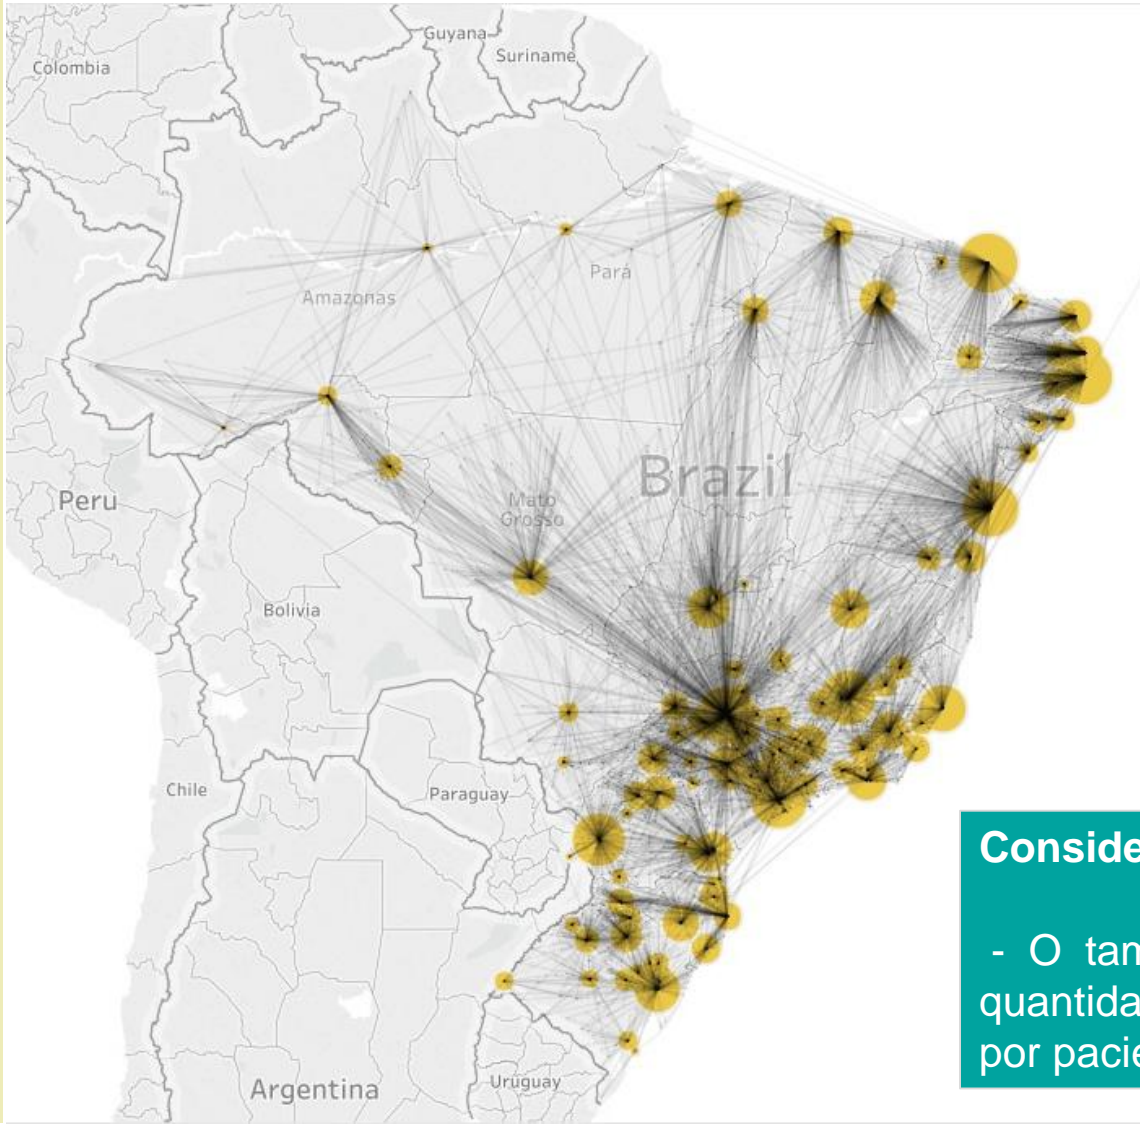 Guyana
Suriname
Colombia
Pará
Amazonas
Brazil
Peru
Mato
Grosso
Bolivia
Chile
Paraguay
Conside
- O tam
quantida
por pacie
Argentina
Uruguay